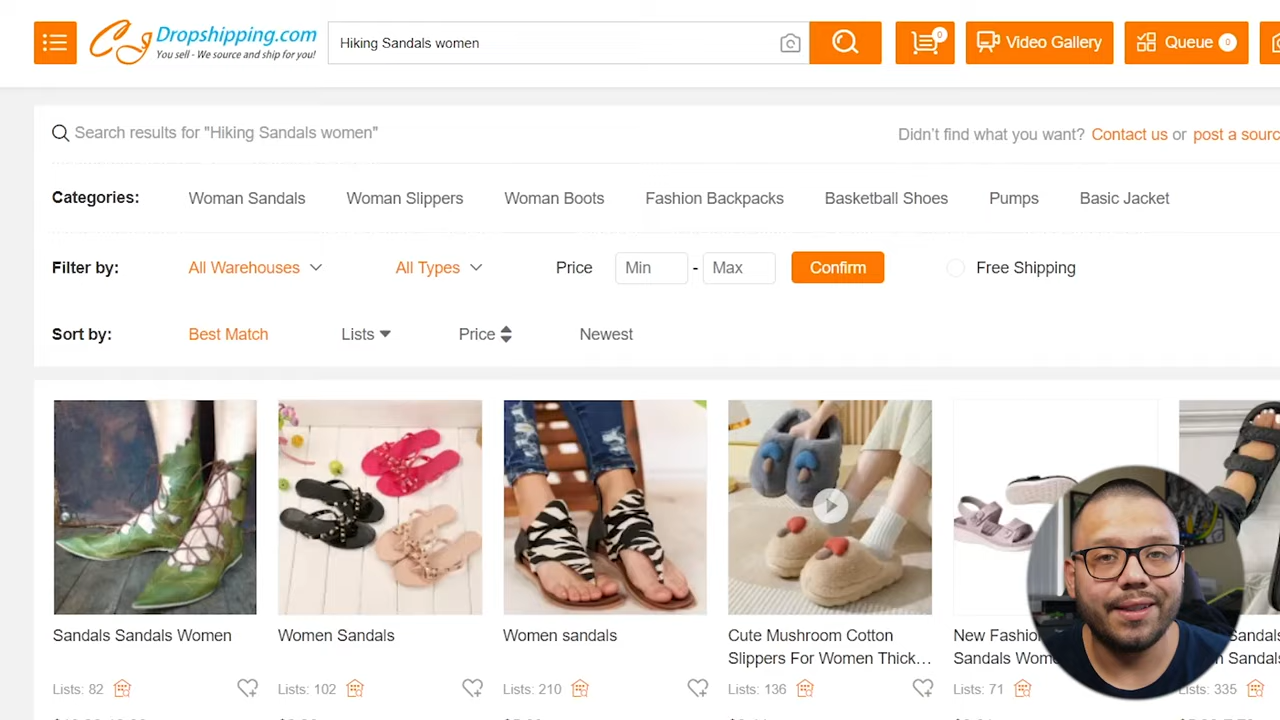 CJ Dropshipping.com
You sell - We source and ship for you!
Hiking Sandals women
0
Video Gallery
Queue 0
Search results for "Hiking Sandals women"
Didn't find what you want? Contact us or post a sourc
Categories: Woman Sandals Woman Slippers Woman Boots Fashion Backpacks Basketball Shoes Pumps Basic Jacket
Filter by: All Warehouses All Types Price Min - Max Confirm Free Shipping
Sort by: Best Match Lists Price Newest
Sandals Sandals Women
Women Sandals
Women sandals
Cute Mushroom Cotton
Slippers For Women Thick...
New Fashio
Sandals Wom
Sandals
Sandal
Lists: 82
Lists: 102
Lists: 210
Lists: 136
Lists: 71
Lists: 335